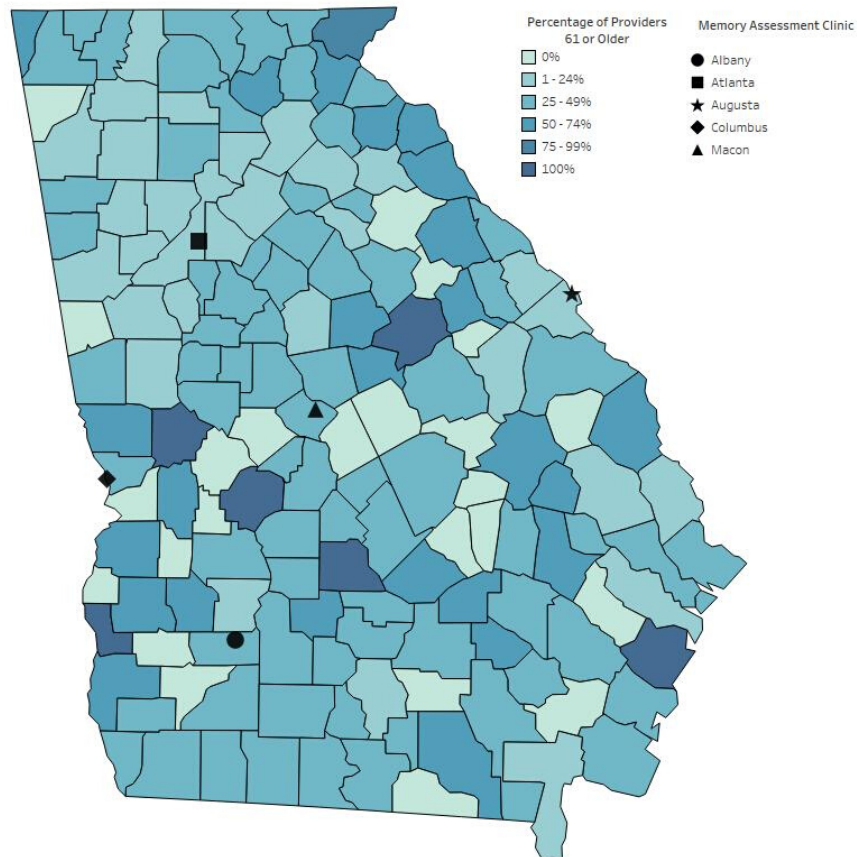 Percentage of Providers
61 or Older
0%
1 - 24%
25 - 49%
50 - 74%
75 - 99%
100%
Memory Assessment Clinic
Albany
Atlanta
Augusta
Columbus
Macon